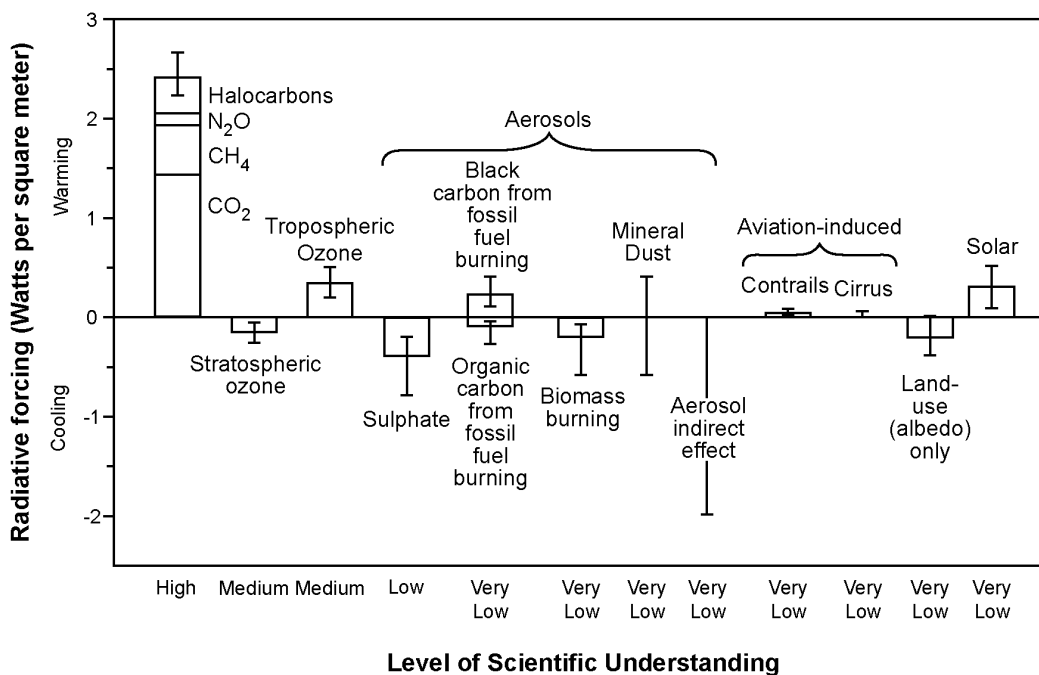 Radiative forcing (Watts per square meter)
Warming
Cooling
3
2
1
0
-1
-2
Halocarbons
N₂O
CH₄
CO₂
Stratospheric
ozone
Tropospheric
Ozone
Aerosols
Sulphate
Black
carbon from
fossil
fuel
burning
Organic
carbon
from
fossil
fuel
burning
Biomass
burning
Mineral
Dust
Aerosol
indirect
effect
Aviation-induced
Contrails
Cirrus
Land-
use
(albedo)
only
Solar
High
Medium
Medium
Low
Very
Low
Very
Low
Very
Low
Very
Low
Very
Low
Very
Low
Very
Low
Very
Low
Level of Scientific Understanding